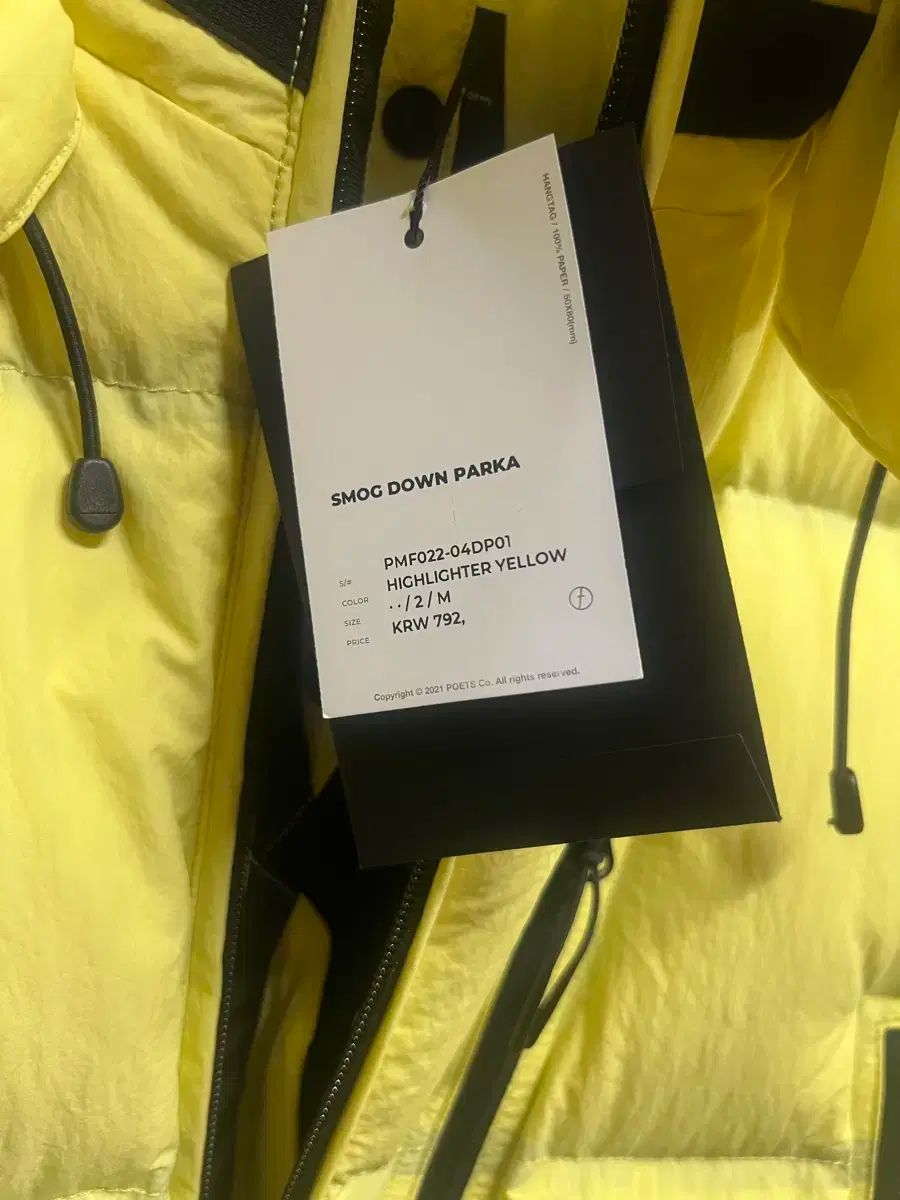 HANGTAG / 100% PAPER / 50X80(mm)
SMOG DOWN PARKA
S/# PMF022-04DP01
COLOR HIGHLIGHTER YELLOW
SIZE · · / 2 / M
PRICE KRW 792,
Copyright © 2021 POETS Co. All rights reserved.